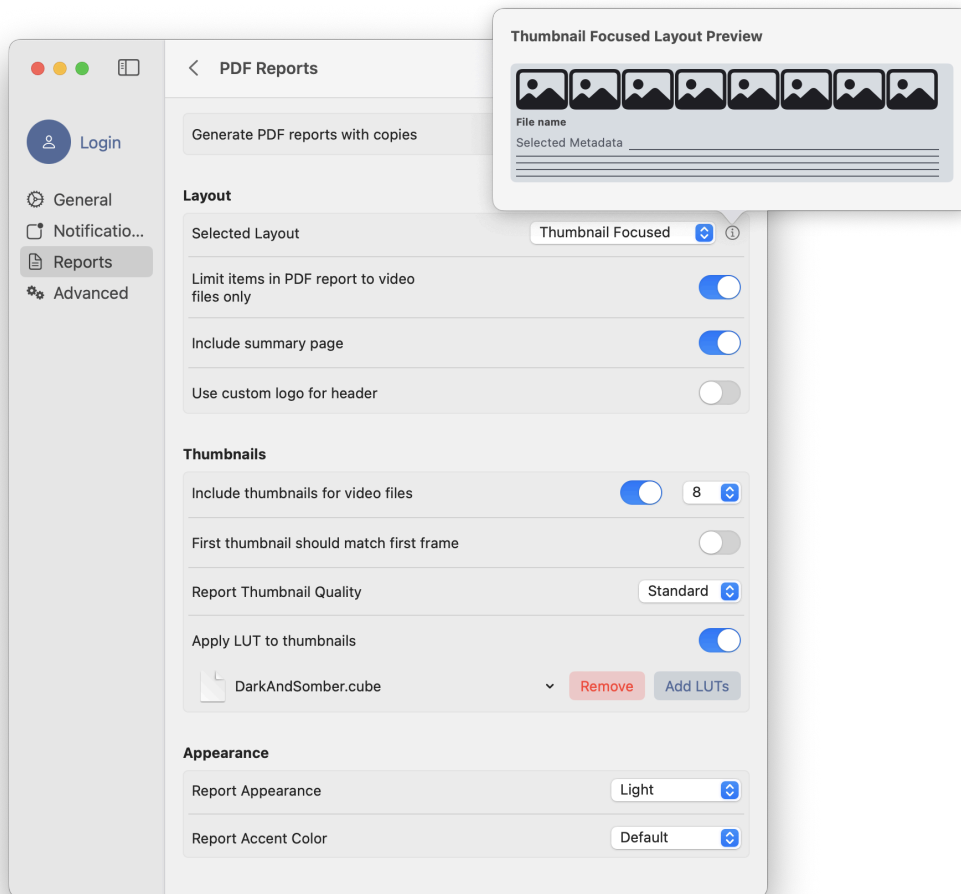 Thumbnail Focused Layout Preview
File name
Selected Metadata
PDF Reports
Login
General
Notificatio...
Reports
Advanced
Generate PDF reports with copies
Layout
Selected Layout
Thumbnail Focused
Limit items in PDF report to video
files only
Include summary page
Use custom logo for header
Thumbnails
Include thumbnails for video files
8
First thumbnail should match first frame
Report Thumbnail Quality
Standard
Apply LUT to thumbnails
DarkAndSomber.cube
Remove
Add LUTs
Appearance
Report Appearance
Light
Report Accent Color
Default